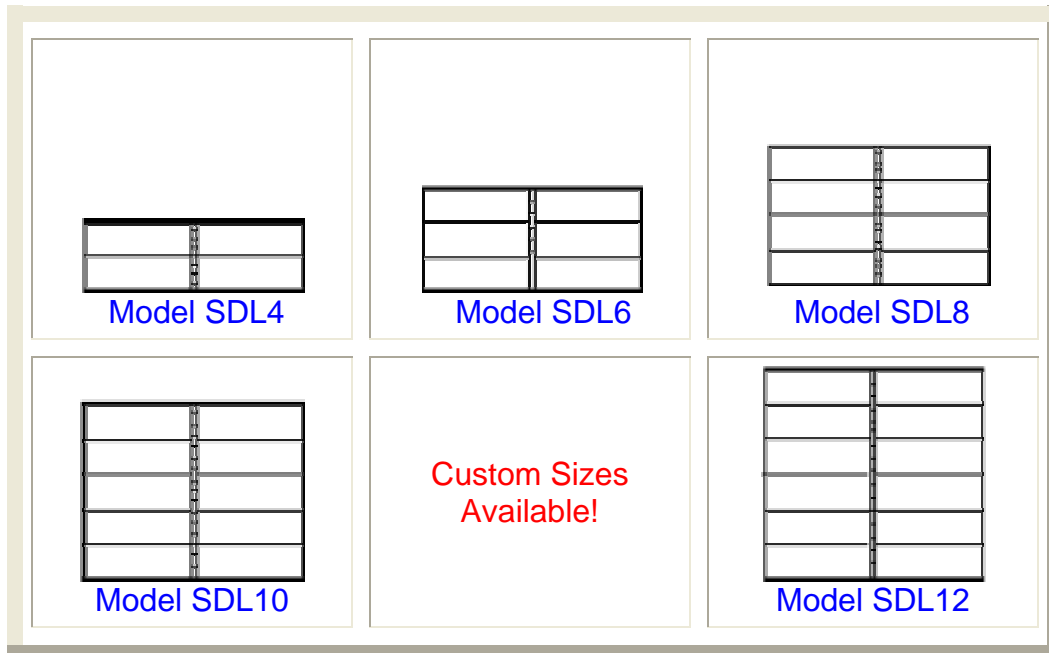 Model SDL4
Model SDL6
Model SDL8
Model SDL10
Custom Sizes
Available!
Model SDL12